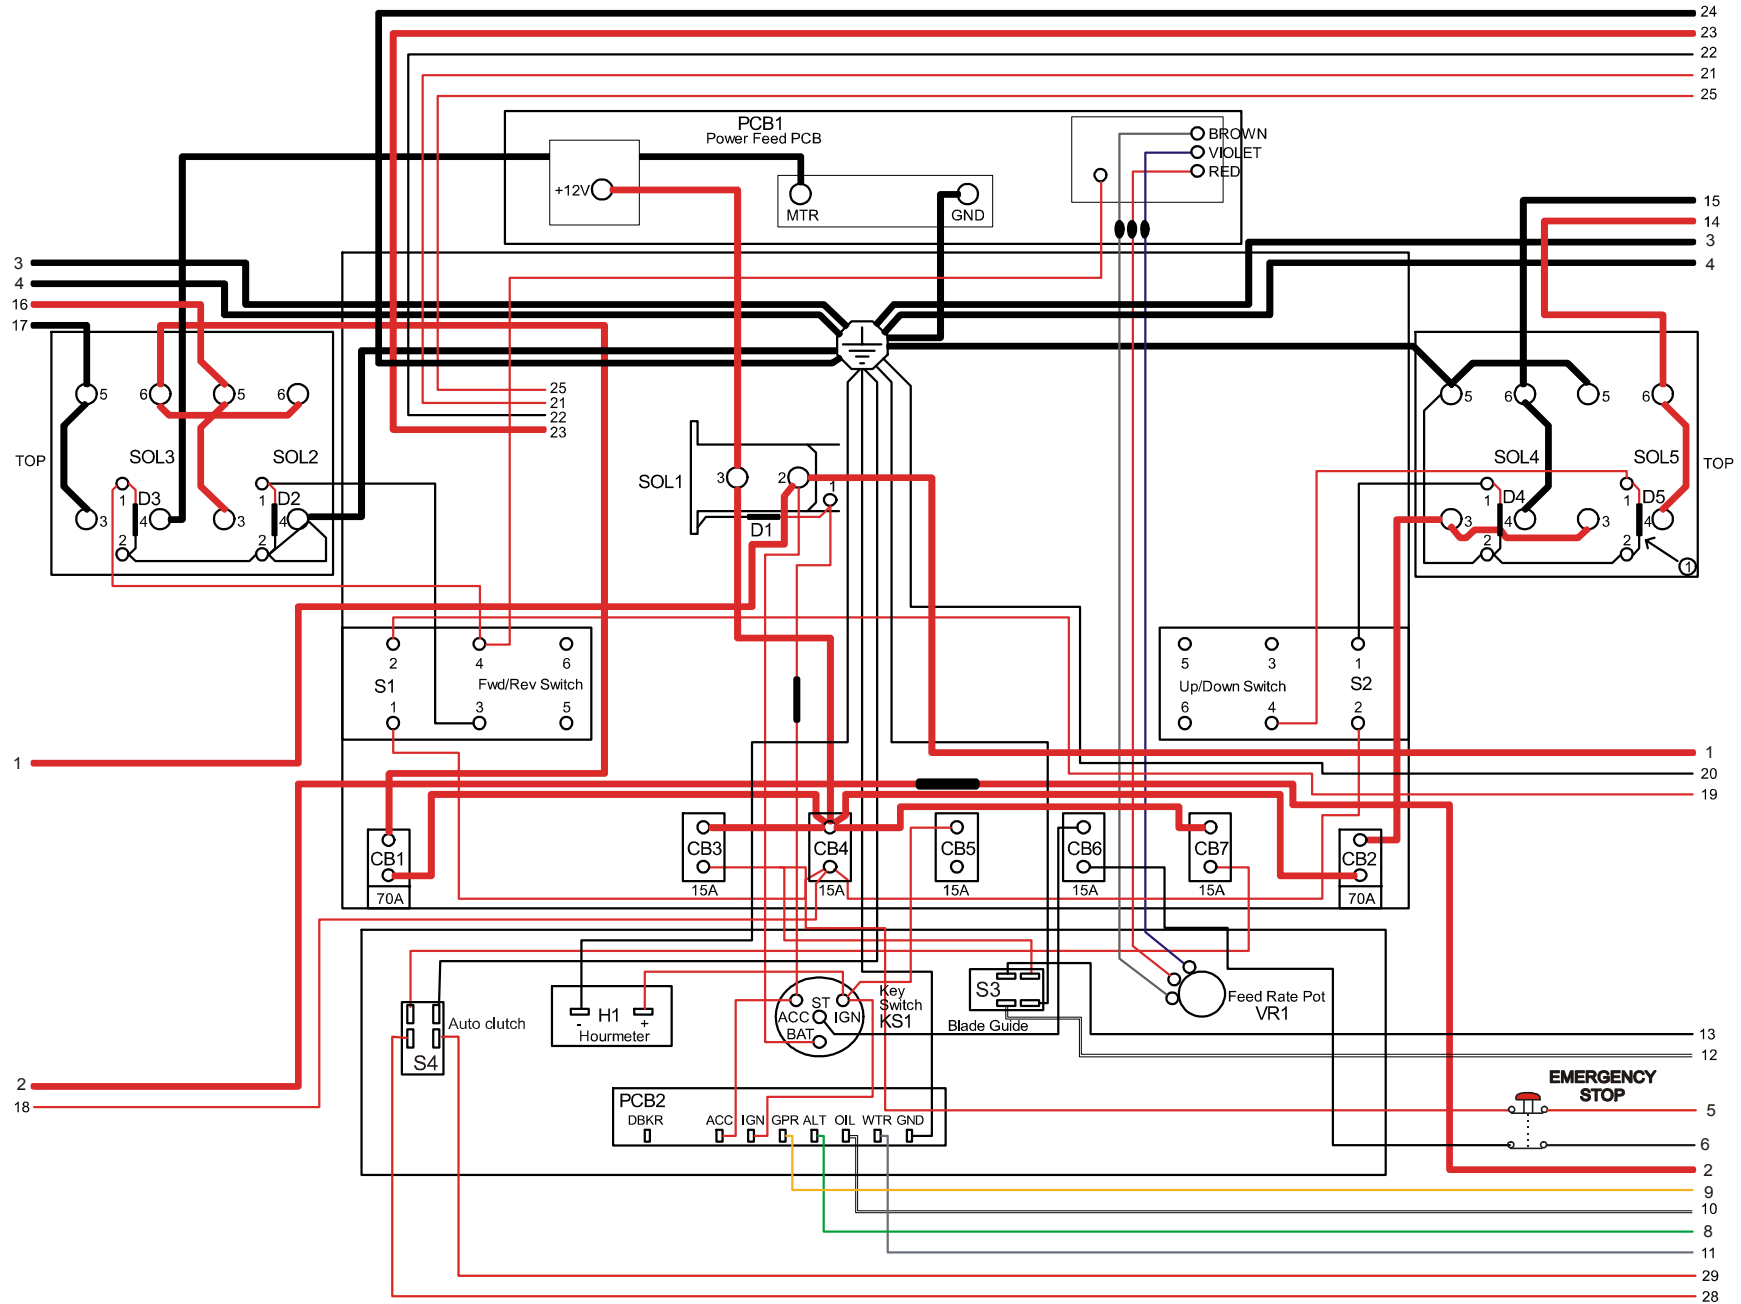 24
23
22
21
25
PCB1
Power Feed PCB
+12V
MTR
GND
BROWN
VIOLET
RED
15
14
3
4
3
4
16
17
5
6
5
6
TOP
SOL3
SOL2
1
D3
4
3
2
1
D2
4
3
2
25
21
22
23
SOL1
3
2
1
D1
5
6
5
6
SOL4
SOL5
TOP
3
1
D4
4
2
3
1
D5
4
2
1
2
4
6
S1
Fwd/Rev Switch
1
3
5
5
3
1
Up/Down Switch
S2
6
4
2
1
1
20
19
CB1
70A
CB3
15A
CB4
15A
CB5
15A
CB6
15A
CB7
15A
CB2
70A
S4
Auto clutch
H1
- +
Hourmeter
ST
ACC
IGN
BAT
Key
Switch
KS1
S3
Blade Guide
Feed Rate Pot
VR1
13
12
2
18
EMERGENCY
STOP
PCB2
DBKR
ACC IGN GPR ALT OIL WTR GND
5
6
2
9
10
8
11
29
28